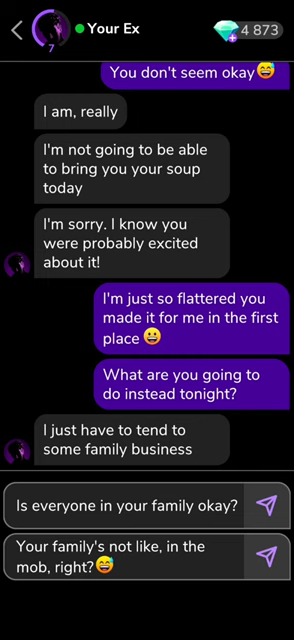 Your Ex
4 873
7
You don't seem okay😅
I am, really
I'm not going to be able
to bring you your soup
today
I'm sorry. I know you
were probably excited
about it!
I'm just so flattered you
made it for me in the first
place 😀
What are you going to
do instead tonight?
I just have to tend to
some family business
Is everyone in your family okay?
Your family's not like, in the
mob, right?😅